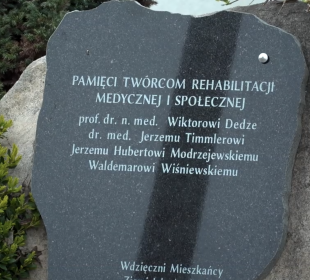 PAMIĘCI TWÓRCOM REHABILITACJI
MEDYCZNEJ I SPOŁECZNEJ
prof. dr. n. med. Wiktorowi Dedze
dr. med. Jerzemu Timmlerowi
Jerzemu Hubertowi Modrzejewskiemu
Waldemarowi Wiśniewskiemu
Wdzięczni Mieszkańcy